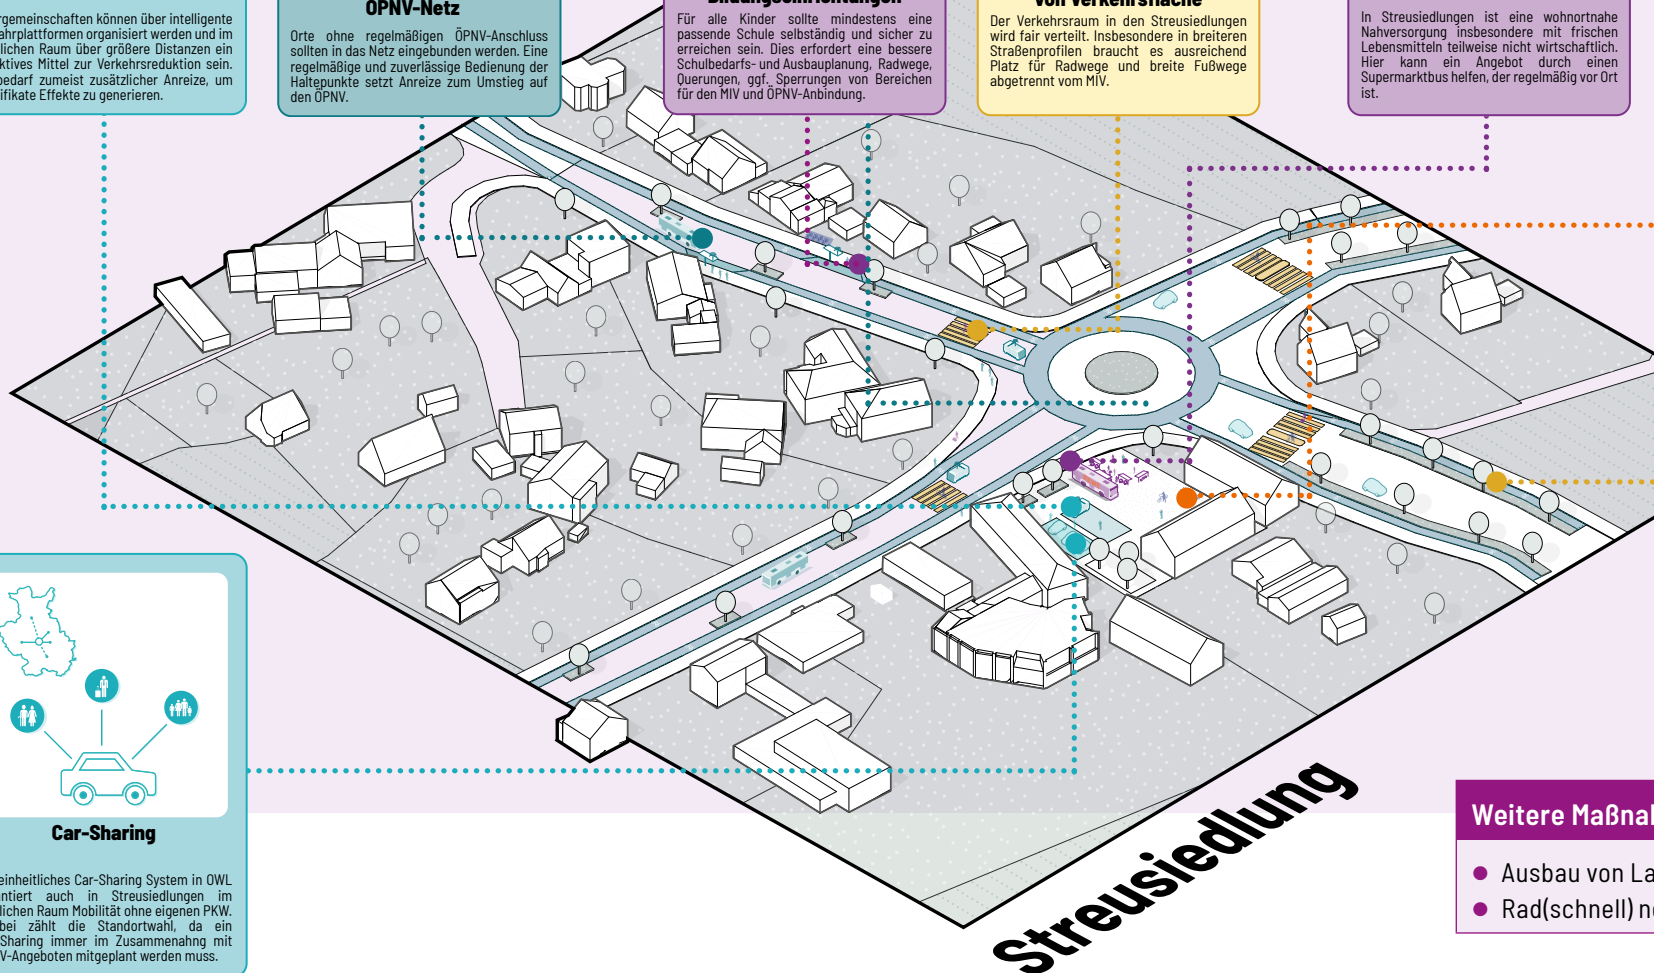 rgemeinschaften können über intelligente
ahrplattformen organisiert werden und im
lichen Raum über größere Distanzen ein
ktives Mittel zur Verkehrsreduktion sein.
bedarf zumeist zusätzlicher Anreize, um
ifikate Effekte zu generieren.
ÖPNV-Netz
Orte ohne regelmäßigen ÖPNV-Anschluss
sollten in das Netz eingebunden werden. Eine
regelmäßige und zuverlässige Bedienung der
Haltepunkte setzt Anreize zum Umstieg auf
den ÖPNV.
Bildungseinrichtungen
Für alle Kinder sollte mindestens eine
passende Schule selbständig und sicher zu
erreichen sein. Dies erfordert eine bessere
Schulbedarfs- und Ausbauplanung, Radwege,
Querungen, ggf. Sperrungen von Bereichen
für den MIV und ÖPNV-Anbindung.
von Verkehrsfläche
Der Verkehrsraum in den Streusiedlungen
wird fair verteilt. Insbesondere in breiteren
Straßenprofilen braucht es ausreichend
Platz für Radwege und breite Fußwege
abgetrennt vom MIV.
In Streusiedlungen ist eine wohnortnahe
Nahversorgung insbesondere mit frischen
Lebensmitteln teilweise nicht wirtschaftlich.
Hier kann ein Angebot durch einen
Supermarktbus helfen, der regelmäßig vor Ort
ist.
Car-Sharing
einheitliches Car-Sharing System in OWL
antiert auch in Streusiedlungen im
lichen Raum Mobilität ohne eigenen PKW.
bei zählt die Standortwahl, da ein
Sharing immer im Zusammenahng mit
V-Angeboten mitgeplant werden muss.
Streusiedlung
Weitere Maßna
Ausbau von La
Rad(schnell) n